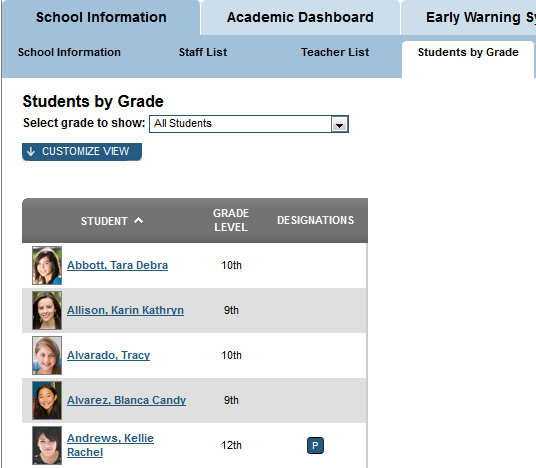 School Information Academic Dashboard Early Warning Sy
School Information Staff List Teacher List Students by Grade
Students by Grade
Select grade to show: All Students
CUSTOMIZE VIEW
STUDENT GRADE LEVEL DESIGNATIONS
Abbott, Tara Debra 10th
Allison, Karin Kathryn 9th
Alvarado, Tracy 10th
Alvarez, Blanca Candy 9th
Andrews, Kellie
Rachel 12th P